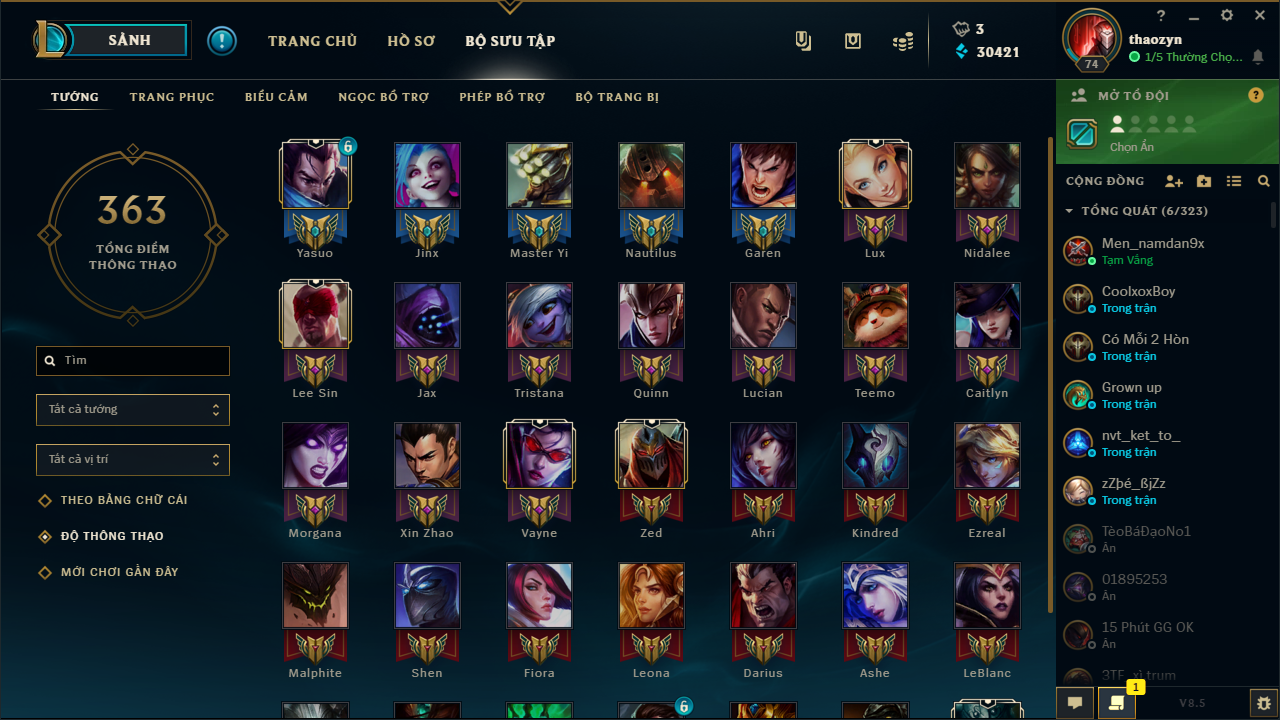 SẢNH
TRANG CHỦ
HỒ SƠ
BỘ SƯU TẬP
3
30421
?
74
thaozyn
1/5 Thường Chọ...
TƯỚNG
TRANG PHỤC
BIỂU CẢM
NGỌC BỔ TRỢ
PHÉP BỔ TRỢ
BỘ TRANG BỊ
MỞ TỔ ĐỘI
?
Chọn Ẩn
363
TỔNG ĐIỂM
THÔNG THẠO
Tìm
Tất cả tướng
Tất cả vị trí
THEO BẢNG CHỮ CÁI
ĐỘ THÔNG THẠO
MỚI CHƠI GẦN ĐÂY
6
Yasuo
Jinx
Master Yi
Nautilus
Garen
Lux
Nidalee
Lee Sin
Jax
Tristana
Quinn
Lucian
Teemo
Caitlyn
Morgana
Xin Zhao
Vayne
Zed
Ahri
Kindred
Ezreal
Malphite
Shen
Fiora
Leona
Darius
Ashe
LeBlanc
6
CỘNG ĐỒNG
TỔNG QUÁT (6/323)
Men_namdan9x
Tạm Vắng
CoolxoxBoy
Trong trận
Có Mỗi 2 Hòn
Trong trận
Grown up
Trong trận
nvt_ket_to_
Trong trận
zZþé_ßjZz
Trong trận
TèoBáĐạoNo1
Ẩn
01895253
Ẩn
15 Phút GG OK
Ẩn
3TF_xì trum
1
V8.5